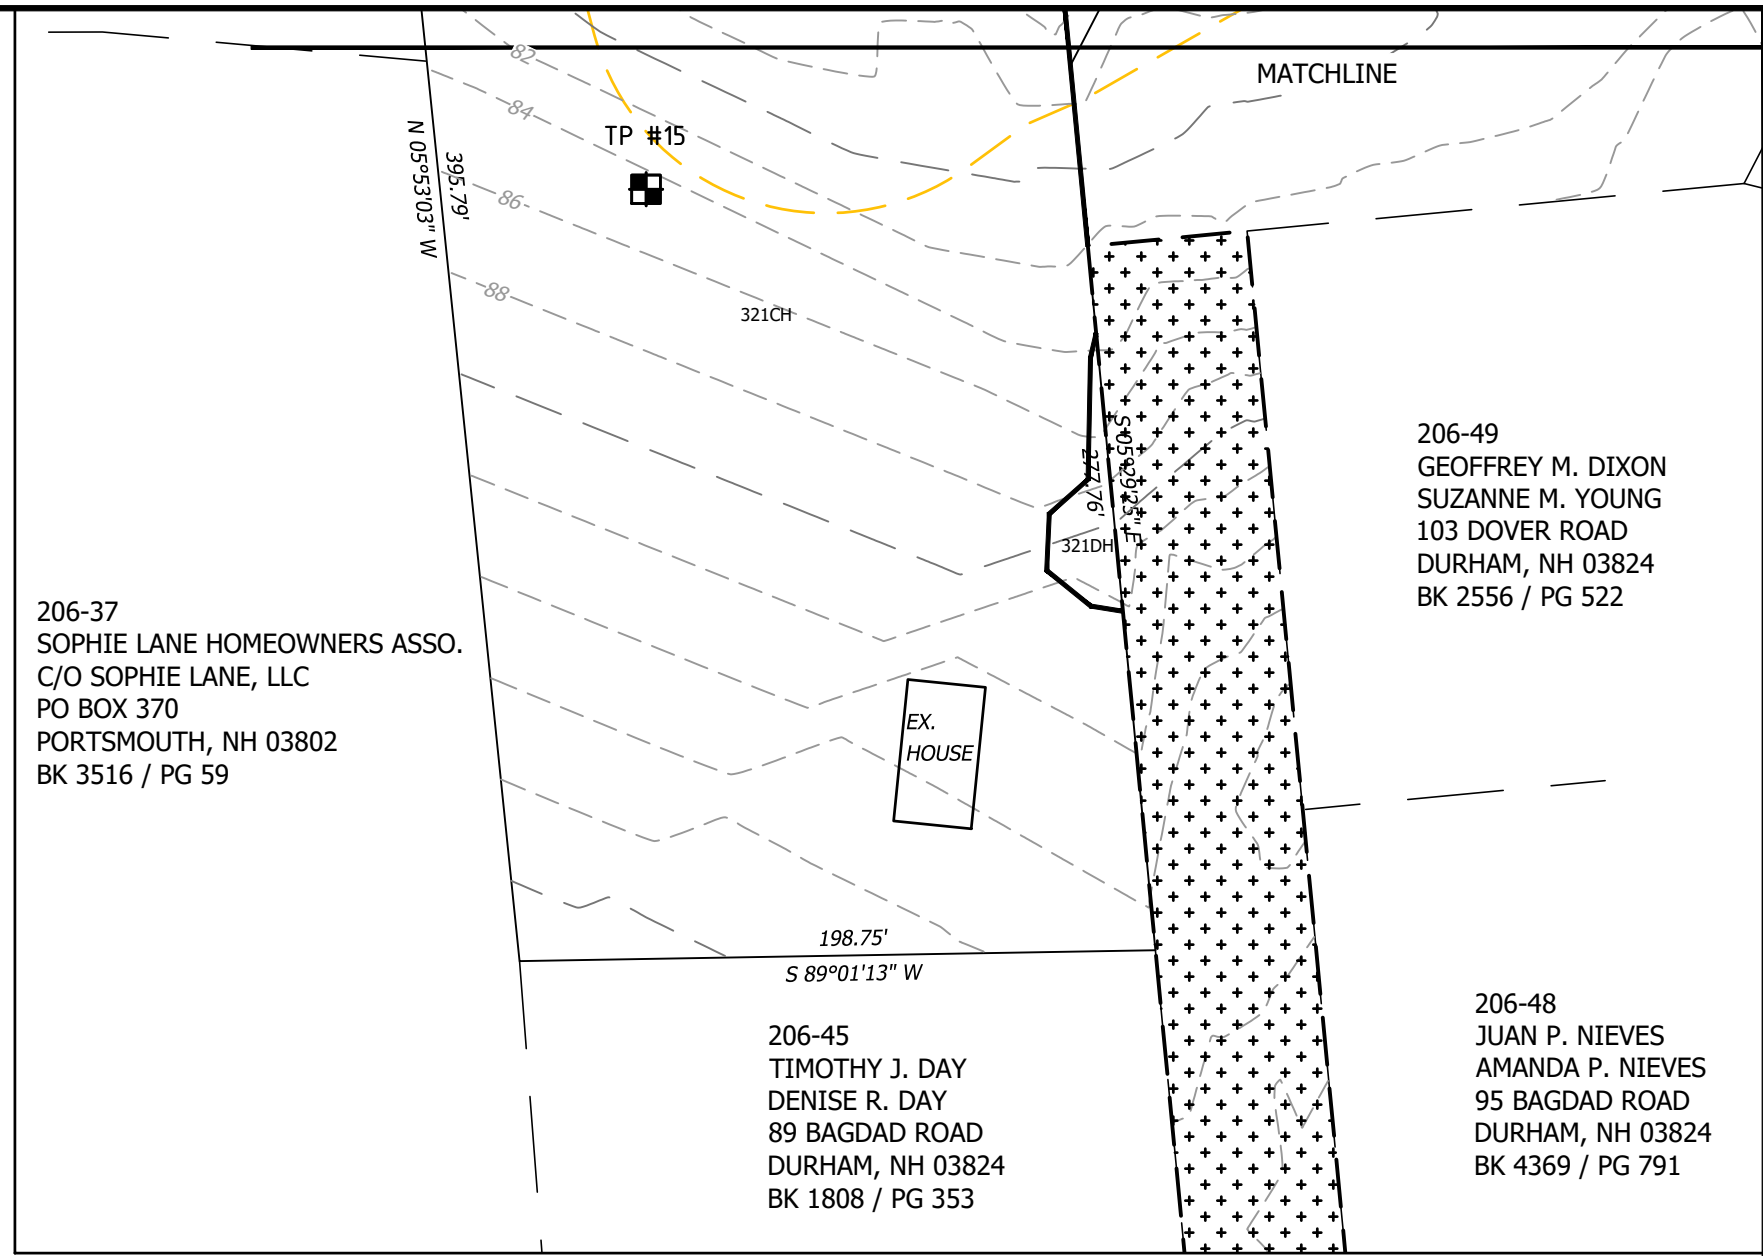 MATCHLINE
82
84
TP #15
N 05°53'03" W
395.79'
86
88
321CH
S 05°29'25" E
277.76'
321DH
206-49
GEOFFREY M. DIXON
SUZANNE M. YOUNG
103 DOVER ROAD
DURHAM, NH 03824
BK 2556 / PG 522
206-37
SOPHIE LANE HOMEOWNERS ASSO.
C/O SOPHIE LANE, LLC
PO BOX 370
PORTSMOUTH, NH 03802
BK 3516 / PG 59
EX.
HOUSE
198.75'
S 89°01'13" W
206-45
TIMOTHY J. DAY
DENISE R. DAY
89 BAGDAD ROAD
DURHAM, NH 03824
BK 1808 / PG 353
206-48
JUAN P. NIEVES
AMANDA P. NIEVES
95 BAGDAD ROAD
DURHAM, NH 03824
BK 4369 / PG 791